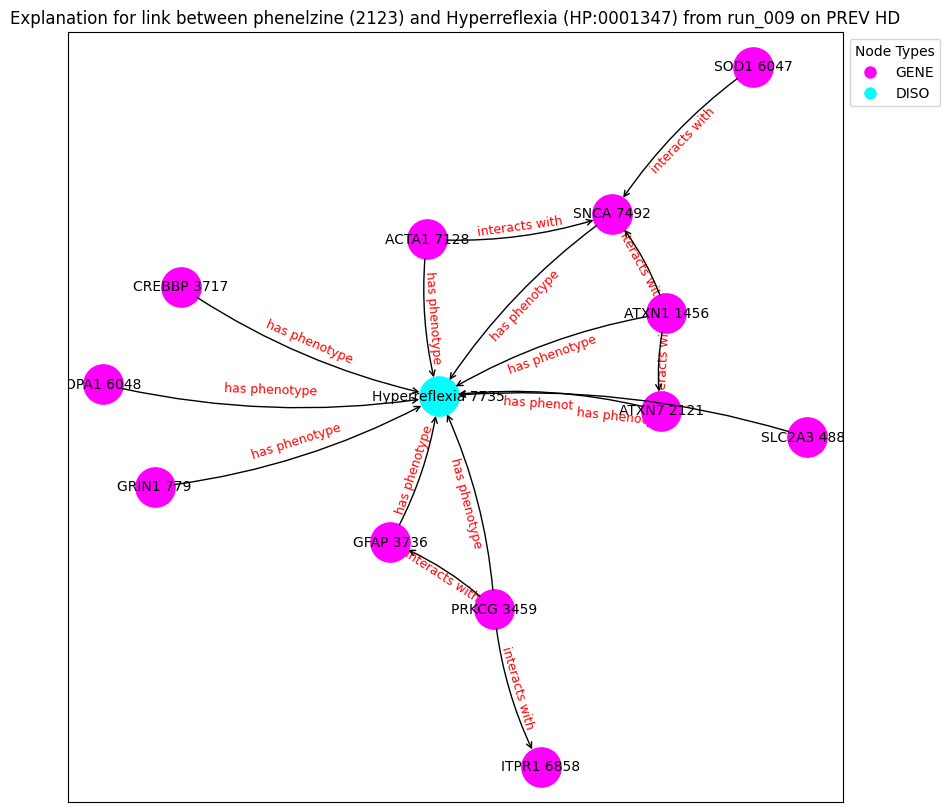 Explanation for link between phenelzine (2123) and Hyperreflexia (HP:0001347) from run_009 on PREV HD
Node Types
GENE
DISO
SOD1 6047
interacts with
SNCA 7492
interacts with
ACTA1 7128
interacts with
CREBBP 3717
has phenotype
has phenotype
has phenotype
ATXN1 1456
has phenotype
OPA1 6048
has phenotype
Hyperreflexia 7735
has phenot
has phenotype
ATXN7 2121
SLC2A3 488
has phenotype
GRIN1 779
has phenotype
has phenotype
GFAP 3736
interacts with
PRKCG 3459
interacts with
ITPR1 6858